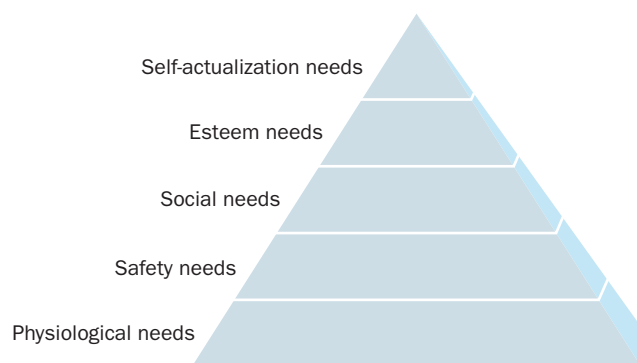 Self-actualization needs
Esteem needs
Social needs
Safety needs
Physiological needs